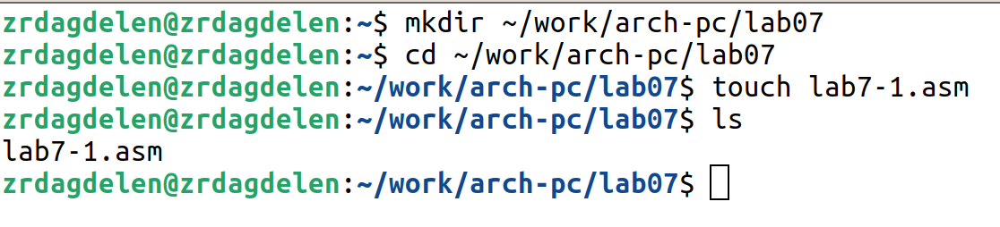 zrdagdelen@zrdagdelen:~$ mkdir ~/work/arch-pc/lab07
zrdagdelen@zrdagdelen:~$ cd ~/work/arch-pc/lab07
zrdagdelen@zrdagdelen:~/work/arch-pc/lab07$ touch lab7-1.asm
zrdagdelen@zrdagdelen:~/work/arch-pc/lab07$ ls
lab7-1.asm
zrdagdelen@zrdagdelen:~/work/arch-pc/lab07$